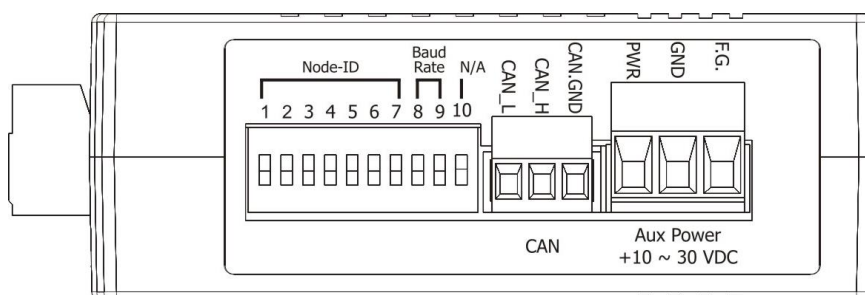 Node-ID
Baud
Rate
N/A
1 2 3 4 5 6 7 8 9 10
CAN_L
CAN_H
CAN.GND
PWR
GND
F.G.
CAN
Aux Power
+10 ~ 30 VDC